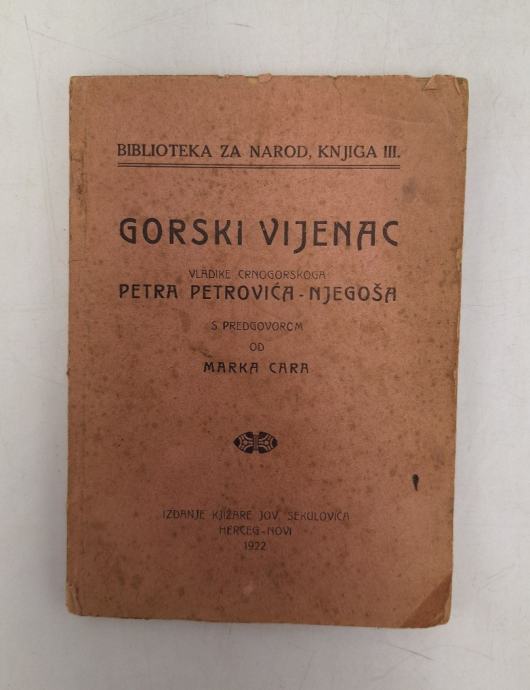 BIBLIOTEKA ZA NAROD, KNJIGA III.
GORSKI VIJENAC
VLADIKE CRNOGORSKOGA
PETRA PETROVIĆA-NJEGOŠA
S PREDGOVOROM
OD
MARKA CARA
IZDANJE KJIŽARE JOV. SEKULOVIĆA
HERCEG-NOVI
1922